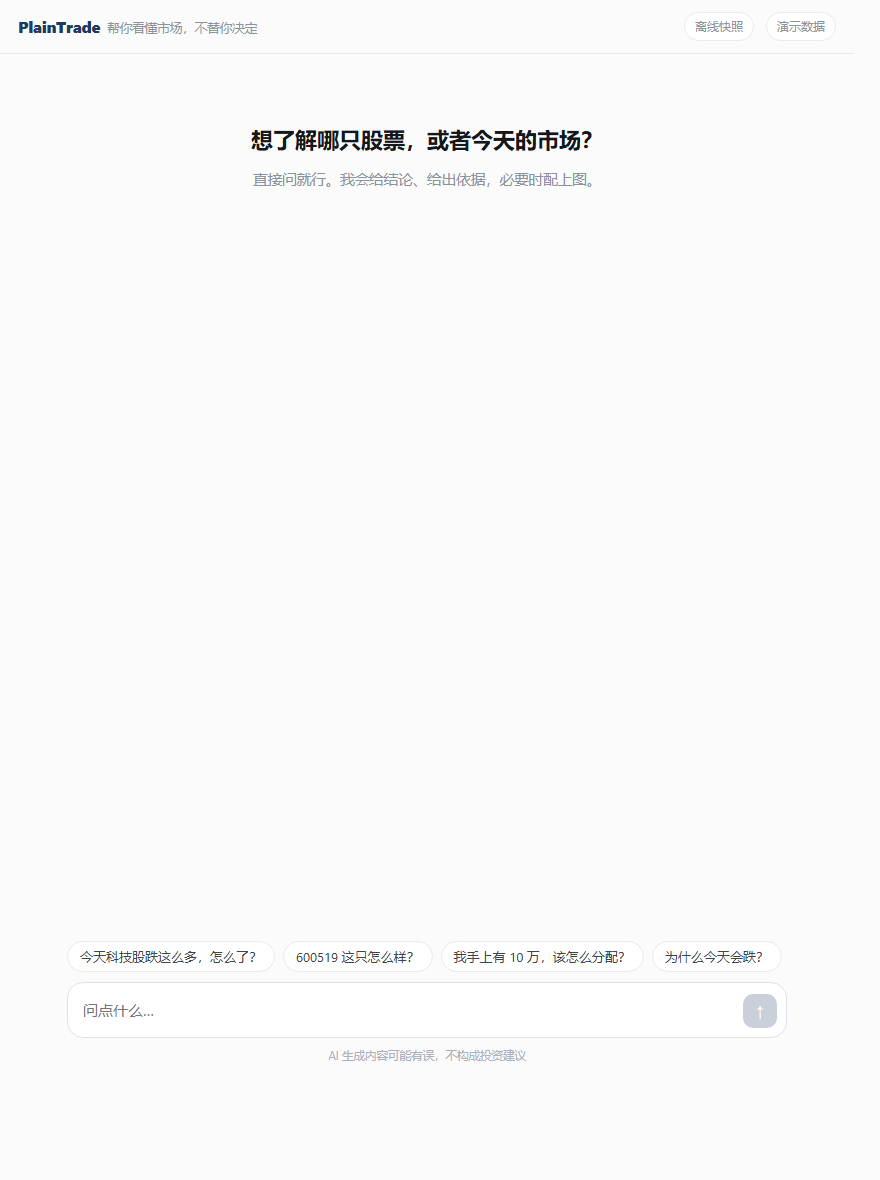 PlainTrade 帮你看懂市场，不替你决定
离线快照
演示数据
想了解哪只股票，或者今天的市场？
直接问就行。我会给结论、给出依据，必要时配上图。
今天科技股跌这么多，怎么了？
600519 这只怎么样？
我手上有 10 万，该怎么分配？
为什么今天会跌？
问点什么...
↑
AI 生成内容可能有误，不构成投资建议